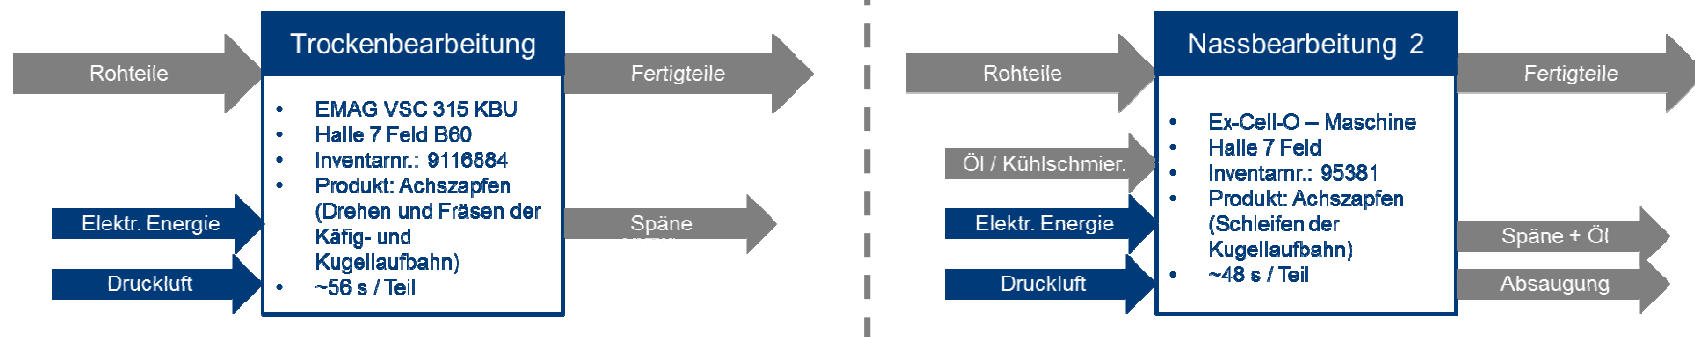 Trockenbearbeitung
Rohteile
Fertigteile
• EMAG VSC 315 KBU
• Halle 7 Feld B60
• Inventarnr.: 9116884
• Produkt: Achszapfen
(Drehen und Fräsen der
Käfig- und
Kugellaufbahn)
• ~56 s / Teil
Elektr. Energie
Druckluft
Späne
Nassbearbeitung 2
Rohteile
Fertigteile
Öl / Kühlschmier.
• Ex-Cell-O – Maschine
• Halle 7 Feld
• Inventarnr.: 95381
• Produkt: Achszapfen
(Schleifen der
Kugellaufbahn)
• ~48 s / Teil
Elektr. Energie
Druckluft
Späne + Öl
Absaugung